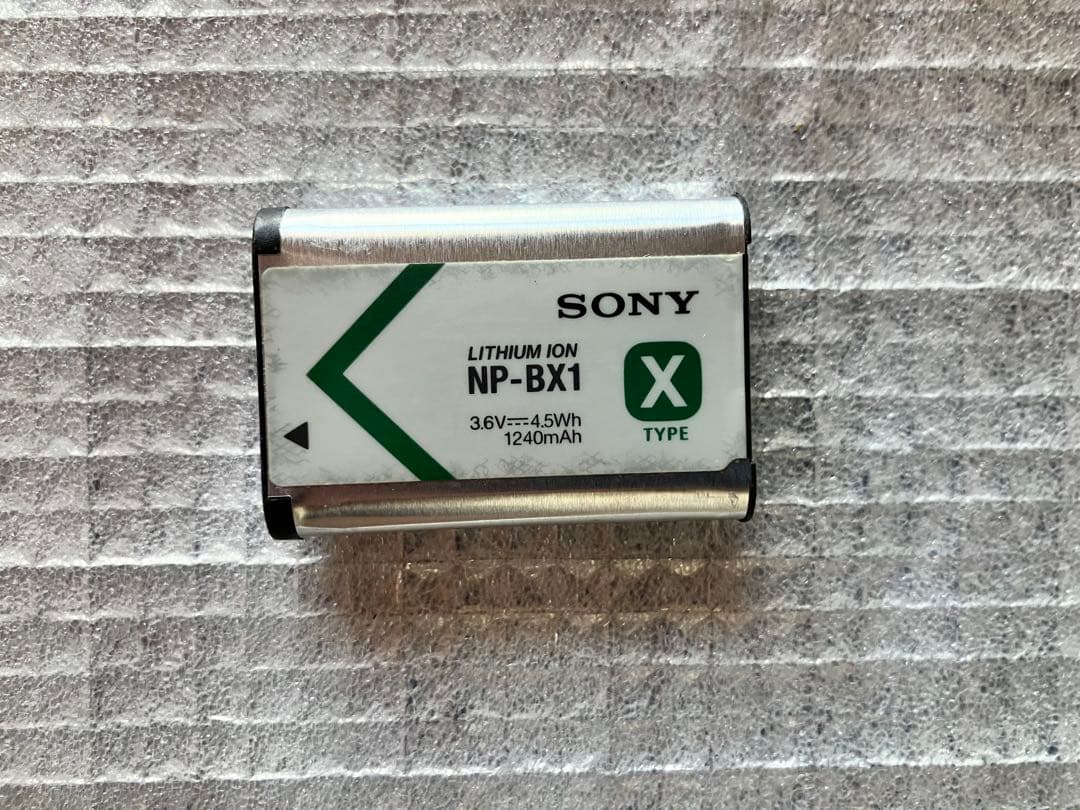 SONY
LITHIUM ION
NP-BX1
3.6V⎓4.5Wh
1240mAh
X
TYPE